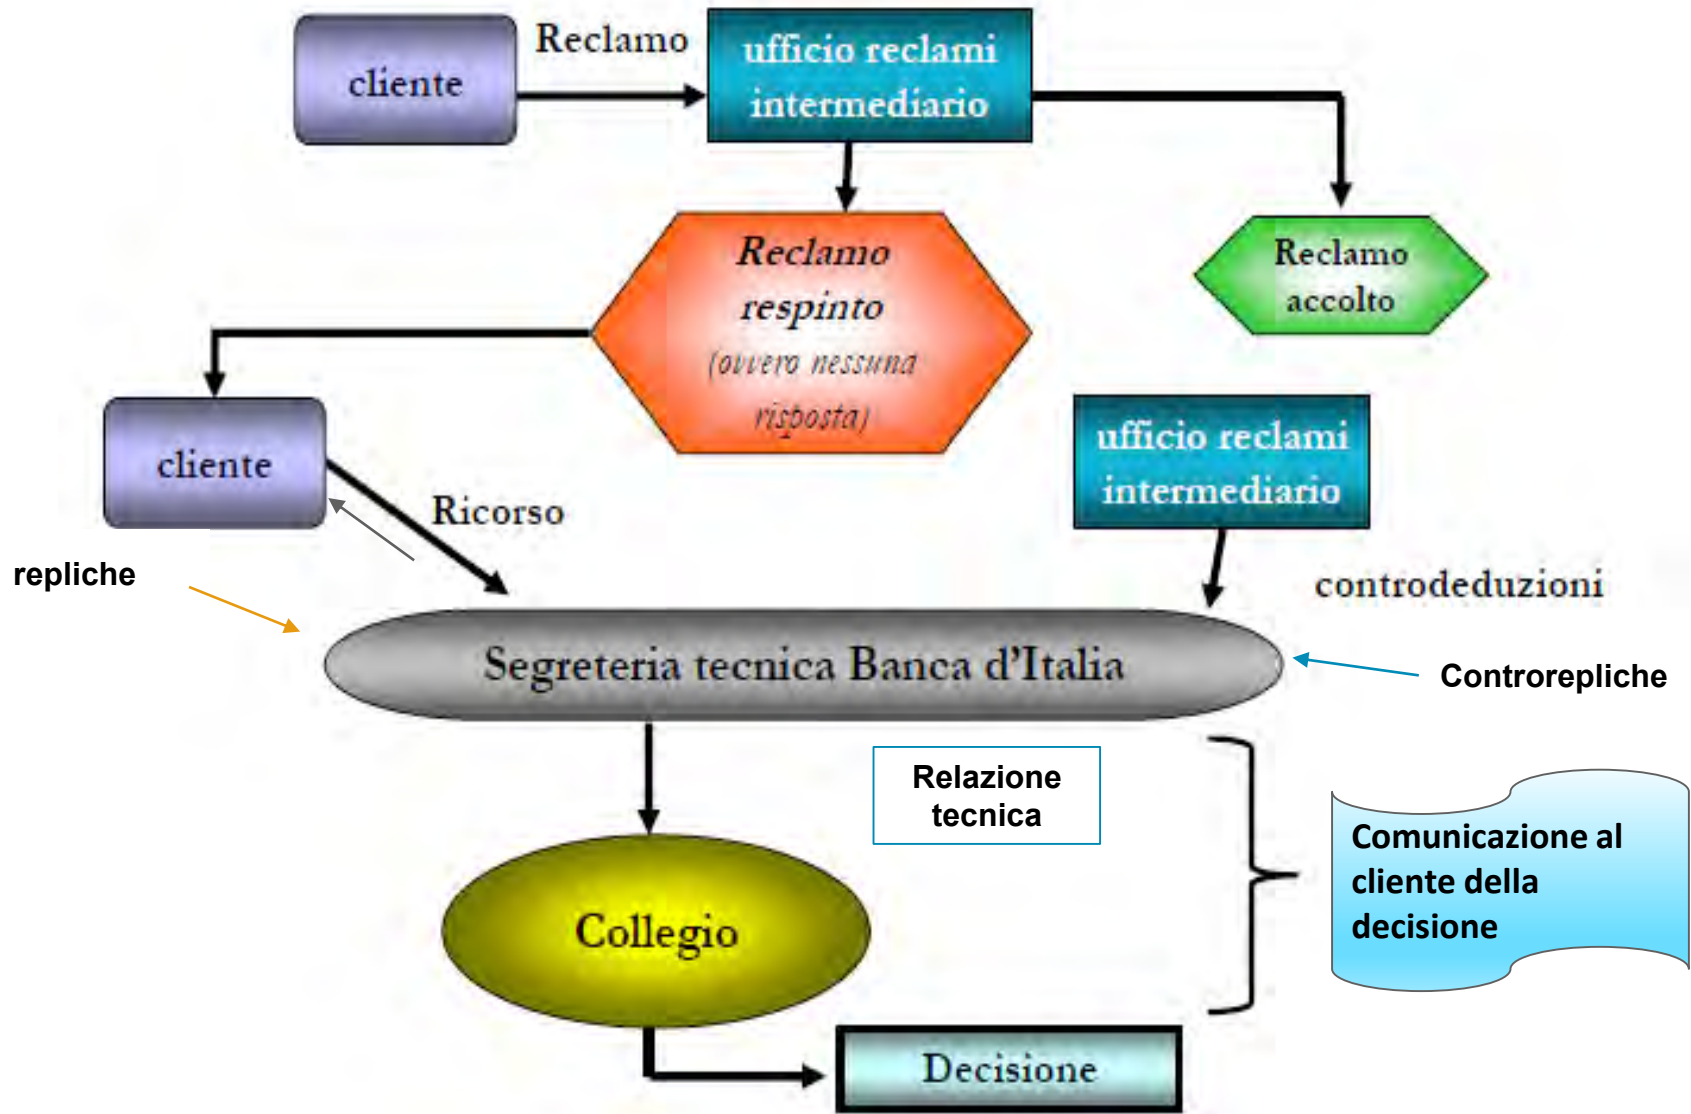 cliente
Reclamo
ufficio reclami
intermediario
Reclamo
respinto
(ovvero nessuna
risposta)
Reclamo
accolto
cliente
Ricorso
ufficio reclami
intermediario
repliche
controdeduzioni
Segreteria tecnica Banca d'Italia
Controrepliche
Relazione
tecnica
Collegio
Comunicazione al
cliente della
decisione
Decisione